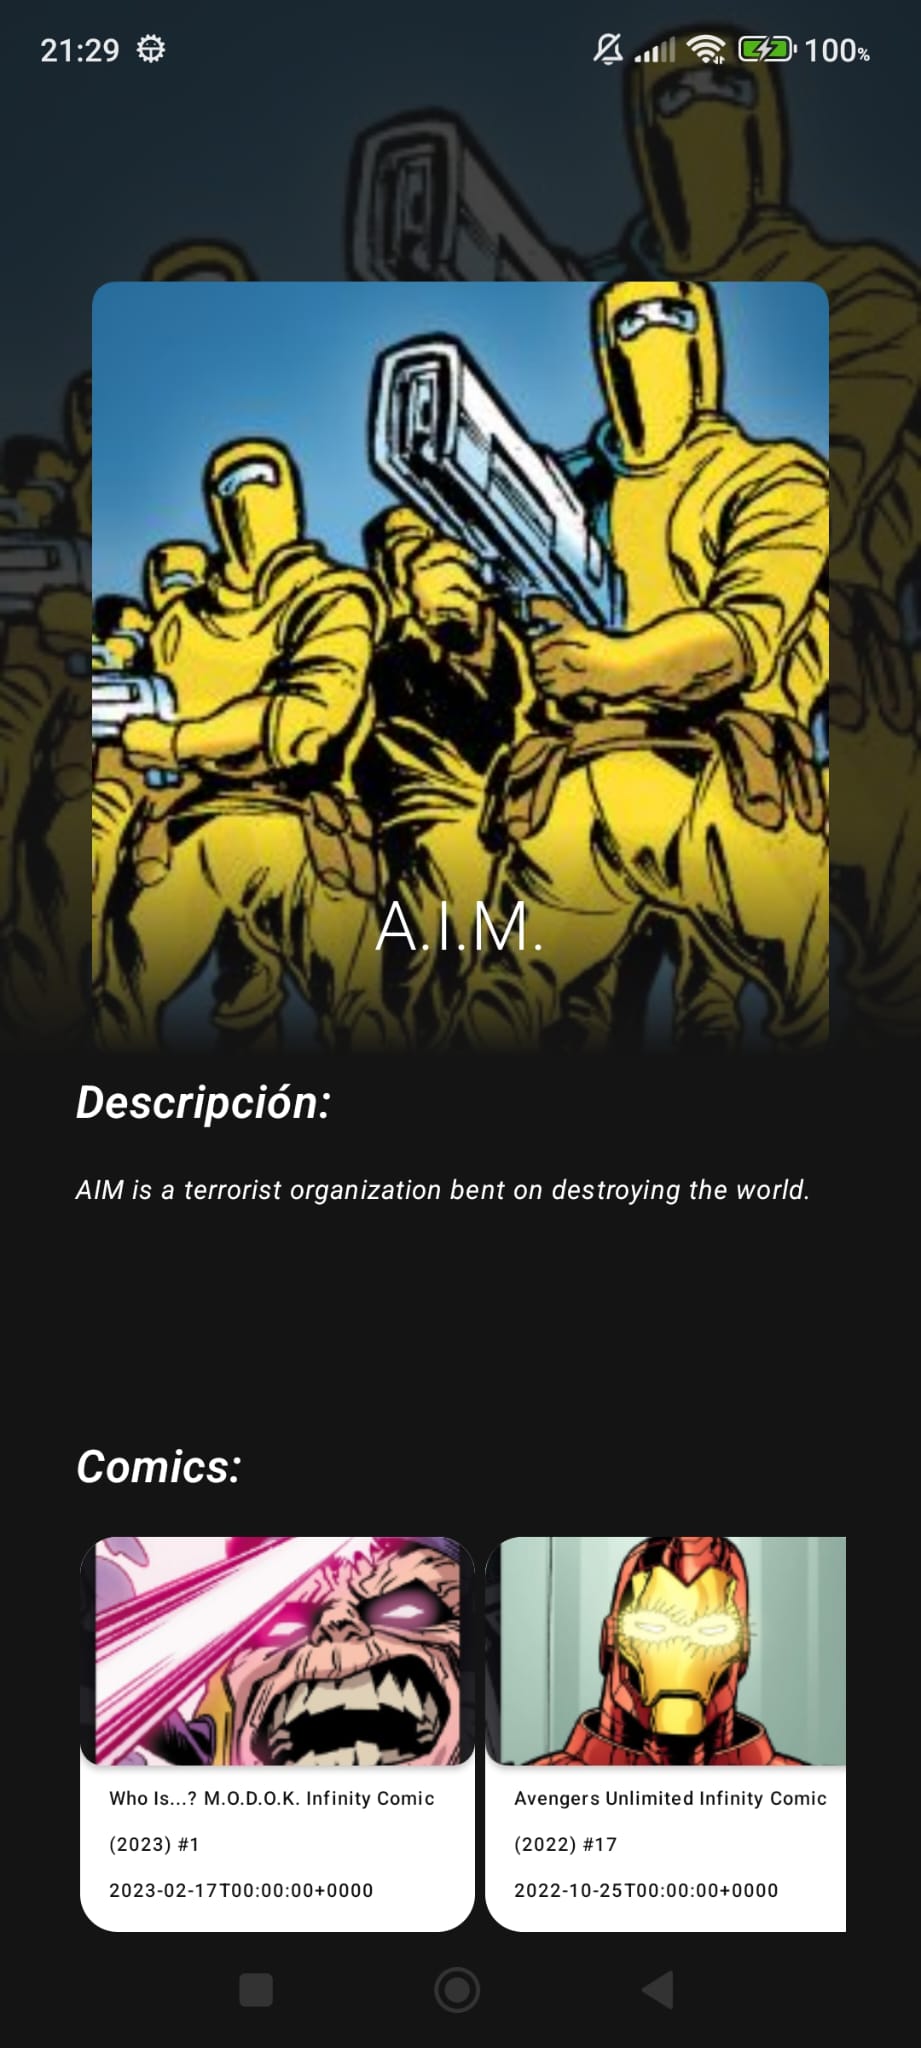 21:29
100%
A.I.M.
Descripción:
AIM is a terrorist organization bent on destroying the world.
Comics:
Who Is...? M.O.D.O.K. Infinity Comic
(2023) #1
2023-02-17T00:00:00+0000
Avengers Unlimited Infinity Comic
(2022) #17
2022-10-25T00:00:00+0000